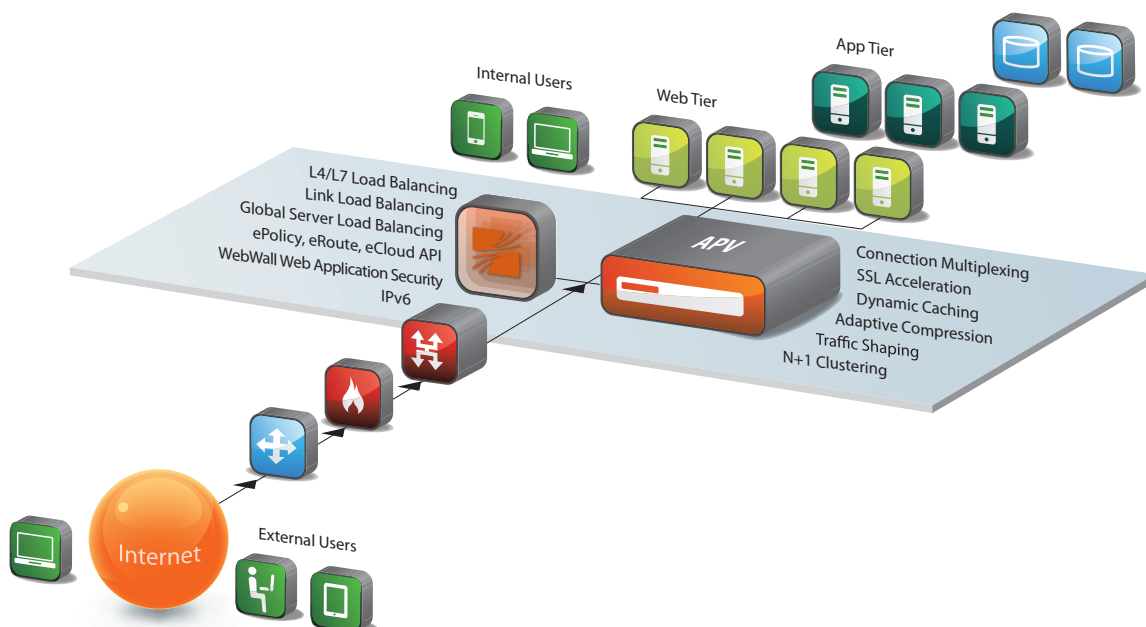 App Tier
Internal Users
Web Tier
L4/L7 Load Balancing
Link Load Balancing
Global Server Load Balancing
ePolicy, eRoute, eCloud API
WebWall Web Application Security
IPv6
APV
Connection Multiplexing
SSL Acceleration
Dynamic Caching
Adaptive Compression
Traffic Shaping
N+1 Clustering
Internet
External Users